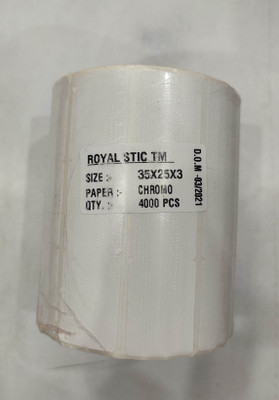 ROYAL STIC TM
SIZE :- 35X25X3
PAPER :- CHROMO
QTY. :- 4000 PCS
D.O.M -03/2021